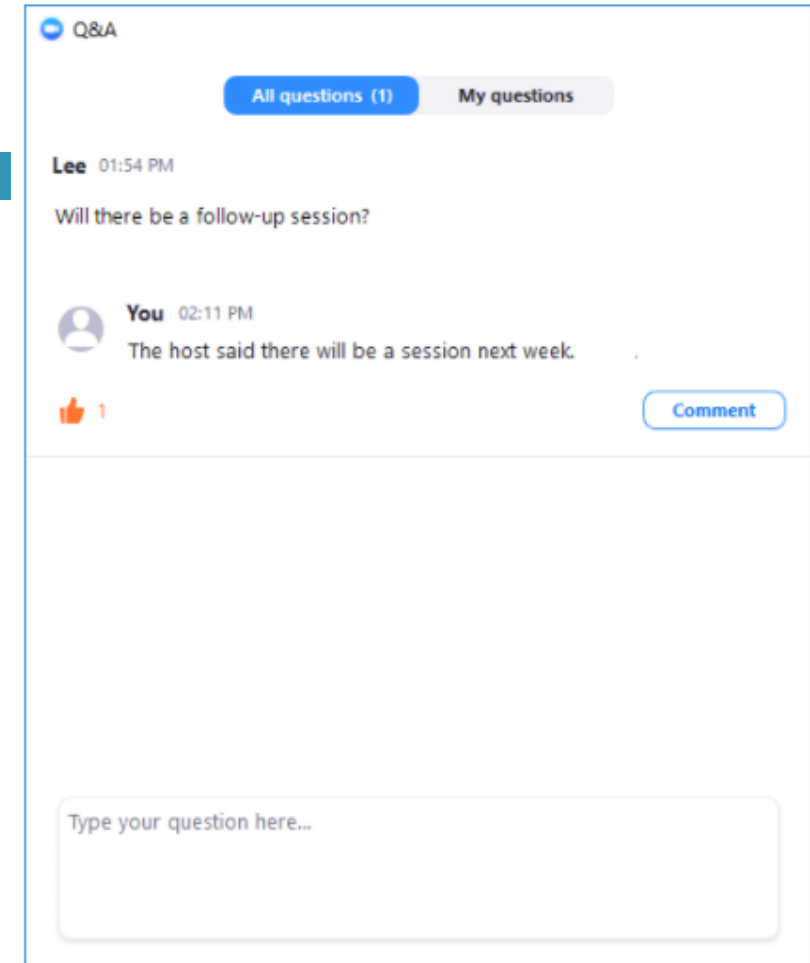 Q&A
All questions (1) My questions
Lee 01:54 PM
Will there be a follow-up session?
You 02:11 PM
The host said there will be a session next week.
1 Comment
Type your question here...